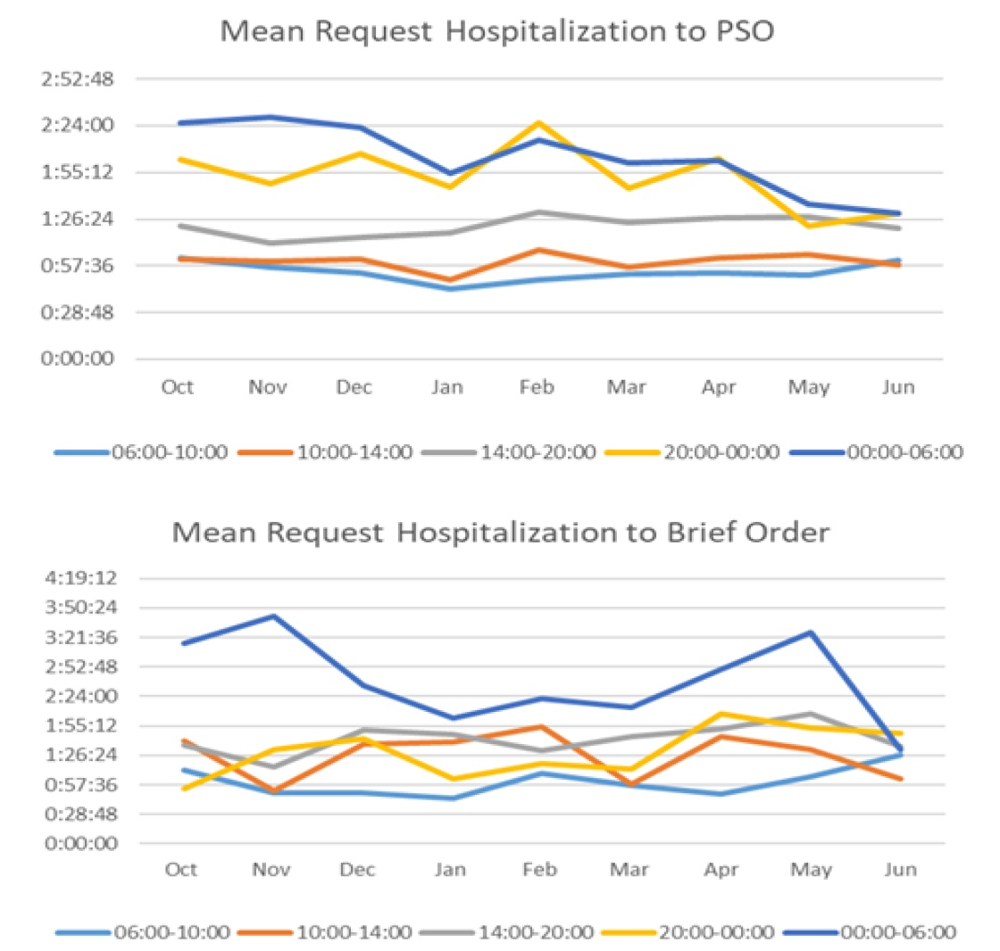 Mean Request Hospitalization to PSO
2:52:48
2:24:00
1:55:12
1:26:24
0:57:36
0:28:48
0:00:00
Oct Nov Dec Jan Feb Mar Apr May Jun
06:00-10:00 10:00-14:00 14:00-20:00 20:00-00:00 00:00-06:00
Mean Request Hospitalization to Brief Order
4:19:12
3:50:24
3:21:36
2:52:48
2:24:00
1:55:12
1:26:24
0:57:36
0:28:48
0:00:00
Oct Nov Dec Jan Feb Mar Apr May Jun
06:00-10:00 10:00-14:00 14:00-20:00 20:00-00:00 00:00-06:00